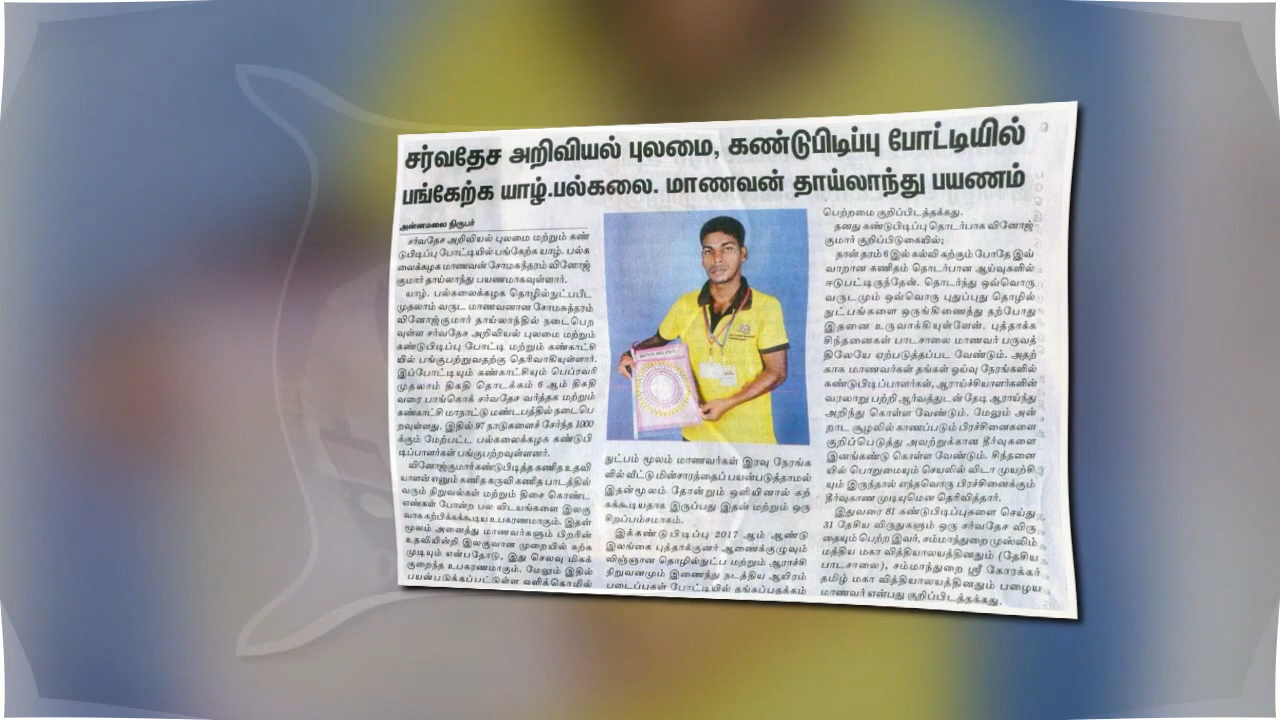 சர்வதேச அறிவியல் புலமை, கண்டுபிடிப்பு போட்டியில்
பங்கேற்க யாழ்.பல்கலை. மாணவன் தாய்லாந்து பயணம்
அன்னமலை நிருபர்
சர்வதேச அறிவியல் புலமை மற்றும் கண்
டுபிடிப்பு போட்டியில் பங்கேற்க யாழ். பல்க
லைக்கழக மாணவன் சோமசுந்தரம் வினோஜ்
குமார் தாய்லாந்து பயணமாகவுள்ளார்.
யாழ். பல்கலைக்கழக தொழில்நுட்பபீட
முதலாம் வருட மாணவனான சோமசுந்தரம்
வினோஜ்குமார் தாய்லாந்தில் நடைபெற
வுள்ள சர்வதேச அறிவியல் புலமை மற்றும்
கண்டுபிடிப்பு போட்டி மற்றும் கண்காட்சி
யில் பங்குபற்றுவதற்கு தெரிவாகியுள்ளார்.
இப்போட்டியும் கண்காட்சியும் பெப்ரவரி
முதலாம் திகதி தொடக்கம் 6 ஆம் திகதி
வரை பாங்கொக் சர்வதேச வர்த்தக மற்றும்
கண்காட்சி மாநாட்டு மண்டபத்தில் நடைபெ
றவுள்ளது. இதில் 97 நாடுகளைச் சேர்ந்த 1000
க்கும் மேற்பட்ட பல்கலைக்கழக கண்டுபி
டிப்பாளர்கள் பங்குபற்றவுள்ளனர்.
வினோஜ்குமார் கண்டுபிடித்த கணித உதவி
யாளன் எனும் கணித கருவி கணித பாடத்தில்
வரும் நிறுவல்கள் மற்றும் திசை கொண்ட
எண்கள் போன்ற பல விடயங்களை இலகு
வாக கற்பிக்கக்கூடிய உபகரணமாகும். இதன்
மூலம் அனைத்து மாணவர்களும் பிறரின்
உதவியின்றி இலகுவான முறையில் கற்க
முடியும் என்பதோடு, இது செலவு மிகக்
குறைந்த உபகரணமாகும். மேலும் இதில்
பயன்படுத்தப்பட்டுள்ள ஒளித்தொழில்
MATHS HELPER
நுட்பம் மூலம் மாணவர்கள் இரவு நேரங்க
ளில் வீட்டு மின்சாரத்தைப் பயன்படுத்தாமல்
இதன்மூலம் தோன்றும் ஒளியினால் கற்
கக்கூடியதாக இருப்பது இதன் மற்றும் ஒரு
சிறப்பம்சமாகும்.
இக்கண்டு பிடிப்பு 2017 ஆம் ஆண்டு
இலங்கை புத்தாக்குனர் ஆணைக்குழுவும்
விஞ்ஞான தொழில்நுட்ப மற்றும் ஆராச்சி
நிறுவனமும் இணைந்து நடத்திய ஆயிரம்
படைப்புகள் போட்டியில் தங்கப்பதக்கம்
பெற்றமை குறிப்பிடத்தக்கது.
தனது கண்டுபிடிப்பு தொடர்பாக வினோஜ்
குமார் குறிப்பிடுகையில்;
நான் தரம் 6 இல் கல்வி கற்கும் போதே இவ்
வாறான கணிதம் தொடர்பான ஆய்வுகளில்
ஈடுபட்டிருந்தேன். தொடர்ந்து ஒவ்வொரு
வருடமும் ஒவ்வொரு புதுப்புது தொழில்
நுட்பங்களை ஒருங்கிணைத்து தற்போது
இதனை உருவாக்கியுள்ளேன். புத்தாக்க
சிந்தனைகள் பாடசாலை மாணவர் பருவத்
திலேயே ஏற்படுத்தப்பட வேண்டும். அதற்
காக மாணவர்கள் தங்கள் ஓய்வு நேரங்களில்
கண்டுபிடிப்பாளர்கள், ஆராய்ச்சியாளர்களின்
வரலாறு பற்றி ஆர்வத்துடன் தேடி ஆராய்ந்து
அறிந்து கொள்ள வேண்டும். மேலும் அன்
றாட சூழலில் காணப்படும் பிரச்சினைகளை
குறிப்பெடுத்து அவற்றுக்கான தீர்வுகளை
இனங்கண்டு கொள்ள வேண்டும். சிந்தனை
யில் பொறுமையும் செயலில் விடா முயற்சி
யும் இருந்தால் எந்தவொரு பிரச்சினைக்கும்
தீர்வுகாண முடியுமென தெரிவித்தார்.
இதுவரை 81 கண்டுபிடிப்புகளை செய்து
31 தேசிய விருதுகளும் ஒரு சர்வதேச விரு
தையும் பெற்ற இவர், சம்மாந்துறை முஸ்லிம்
மத்திய மகா வித்தியாலயத்தினதும் (தேசிய
பாடசாலை), சம்மாந்துறை ஸ்ரீ கோரக்கர்
தமிழ் மகா வித்தியாலயத்தினதும் பழைய
மாணவர் என்பது குறிப்பிடத்தக்கது.